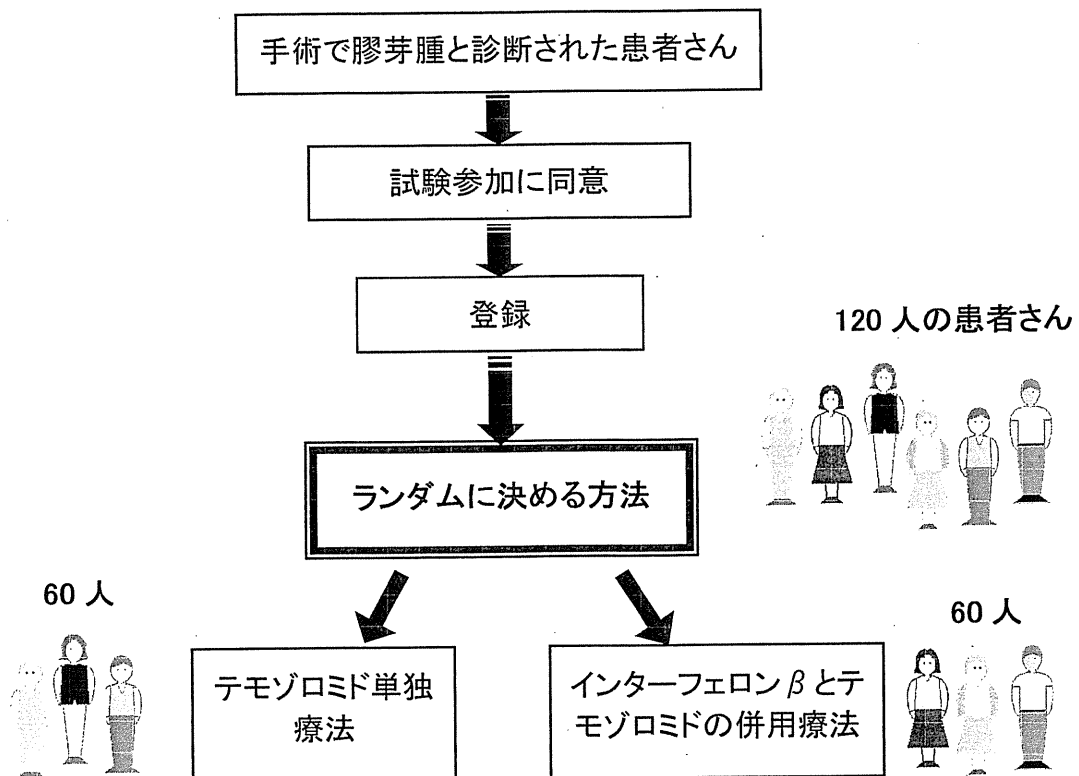 手術で膠芽腫と診断された患者さん
試験参加に同意
登録
120 人の患者さん
ランダムに決める方法
60 人
60 人
テモゾロミド単独
療法
インターフェロンβとテ
モゾロミドの併用療法